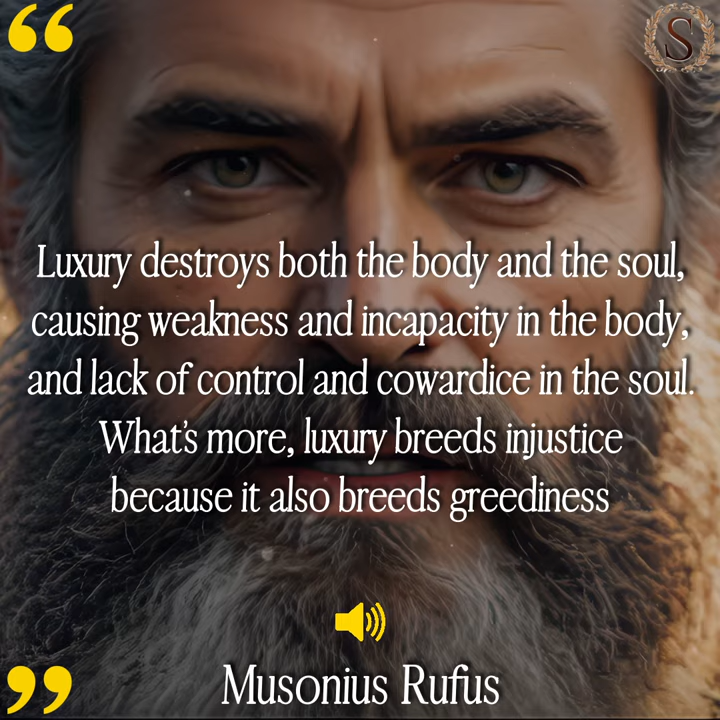 “
S
Luxury destroys both the body and the soul,
causing weakness and incapacity in the body,
and lack of control and cowardice in the soul.
What's more, luxury breeds injustice
because it also breeds greediness
Musonius Rufus
”